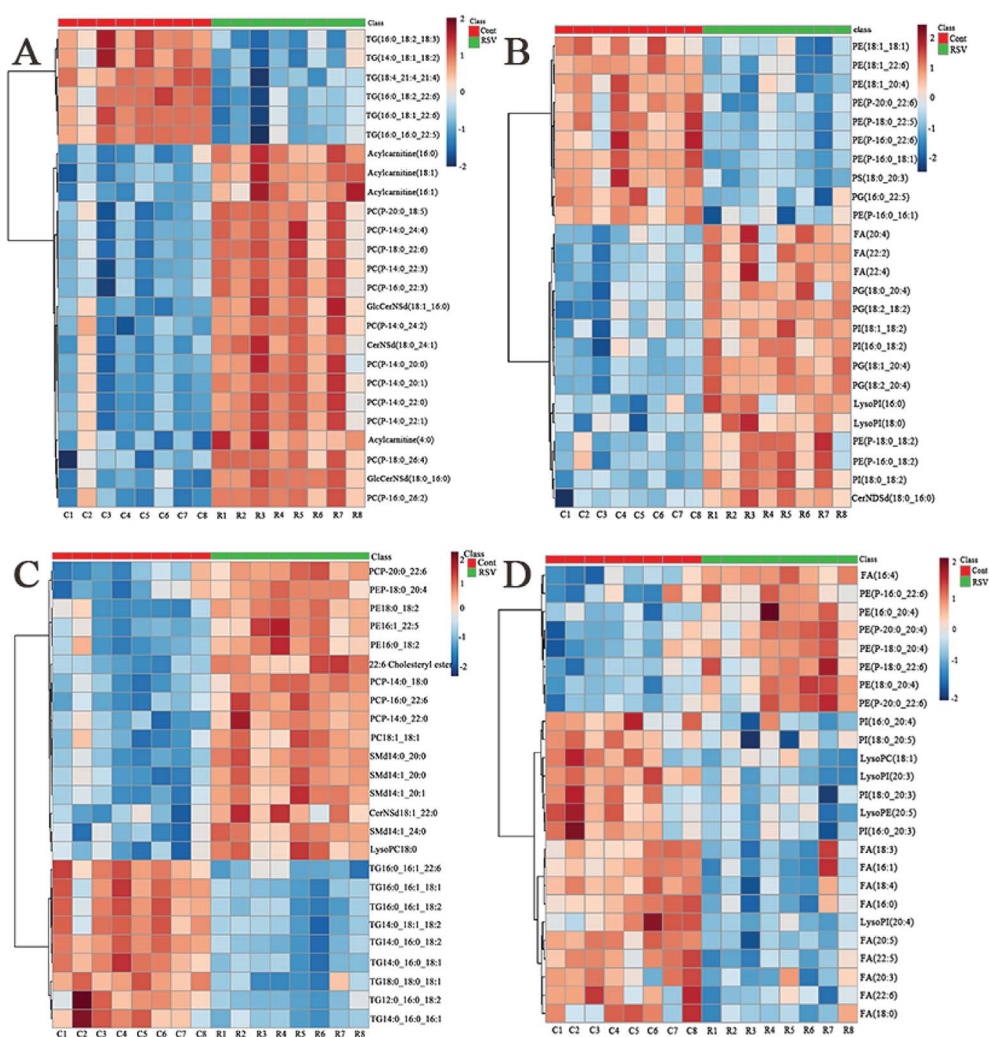 A
Class
2
1
0
-1
-2
Class
Cont
RSV
TG(16:0_18:2_18:3)
TG(14:0_18:1_18:2)
TG(18:4_21:4_21:4)
TG(16:0_18:2_22:6)
TG(16:0_18:1_22:6)
TG(16:0_16:0_22:5)
Acylcarnitine(16:0)
Acylcarnitine(18:1)
Acylcarnitine(16:1)
PC(P-20:0_18:5)
PC(P-14:0_24:4)
PC(P-18:0_22:6)
PC(P-14:0_22:3)
PC(P-16:0_22:3)
GlcCerNSd(18:1_16:0)
PC(P-14:0_24:2)
CerNSd(18:0_24:1)
PC(P-14:0_20:0)
PC(P-14:0_20:1)
PC(P-14:0_22:0)
PC(P-14:0_22:1)
Acylcarnitine(4:0)
PC(P-18:0_26:4)
GlcCerNSd(18:0_16:0)
PC(P-16:0_26:2)
C1 C2 C3 C4 C5 C6 C7 C8 R1 R2 R3 R4 R5 R6 R7 R8
B
class
2
1
0
-1
-2
Class
Cont
RSV
PE(18:1_18:1)
PE(18:1_22:6)
PE(18:1_20:4)
PE(P-20:0_22:6)
PE(P-18:0_22:5)
PE(P-16:0_22:6)
PE(P-16:0_18:1)
PS(18:0_20:3)
PG(16:0_22:5)
PE(P-16:0_16:1)
FA(20:4)
FA(22:2)
FA(22:4)
PG(18:0_20:4)
PG(18:2_18:2)
PI(18:1_18:2)
PI(16:0_18:2)
PG(18:1_20:4)
PG(18:2_20:4)
LysoPI(16:0)
LysoPI(18:0)
PE(P-18:0_18:2)
PE(P-16:0_18:2)
PI(18:0_18:2)
CerNDSd(18:0_16:0)
C1 C2 C3 C4 C5 C6 C7 C8 R1 R2 R3 R4 R5 R6 R7 R8
C
Class
2
1
0
-1
-2
Class
Cont
RSV
PCP-20:0_22:6
PEP-18:0_20:4
PE18:0_18:2
PE16:1_22:5
PE16:0_18:2
22:6 Cholesteryl ester
PCP-14:0_18:0
PCP-16:0_22:6
PCP-14:0_22:0
PC18:1_18:1
SMd14:0_20:0
SMd14:1_20:0
SMd14:1_20:1
CerNSd18:1_22:0
SMd14:1_24:0
LysoPC18:0
TG16:0_16:1_22:6
TG16:0_16:1_18:1
TG16:0_16:1_18:2
TG14:0_18:1_18:2
TG14:0_16:0_18:2
TG14:0_16:0_18:1
TG18:0_18:0_18:1
TG12:0_16:0_18:2
TG14:0_16:0_16:1
C1 C2 C3 C4 C5 C6 C7 C8 R1 R2 R3 R4 R5 R6 R7 R8
D
Class
2
1
0
-1
-2
Class
Cont
RSV
FA(16:4)
PE(P-16:0_22:6)
PE(16:0_20:4)
PE(P-20:0_20:4)
PE(P-18:0_20:4)
PE(P-18:0_22:6)
PE(18:0_20:4)
PE(P-20:0_22:6)
PI(16:0_20:4)
PI(18:0_20:5)
LysoPC(18:1)
LysoPI(20:3)
PI(18:0_20:3)
LysoPE(20:5)
PI(16:0_20:3)
FA(18:3)
FA(16:1)
FA(18:4)
FA(16:0)
LysoPI(20:4)
FA(20:5)
FA(22:5)
FA(20:3)
FA(22:6)
FA(18:0)
C1 C2 C3 C4 C5 C6 C7 C8 R1 R2 R3 R4 R5 R6 R7 R8